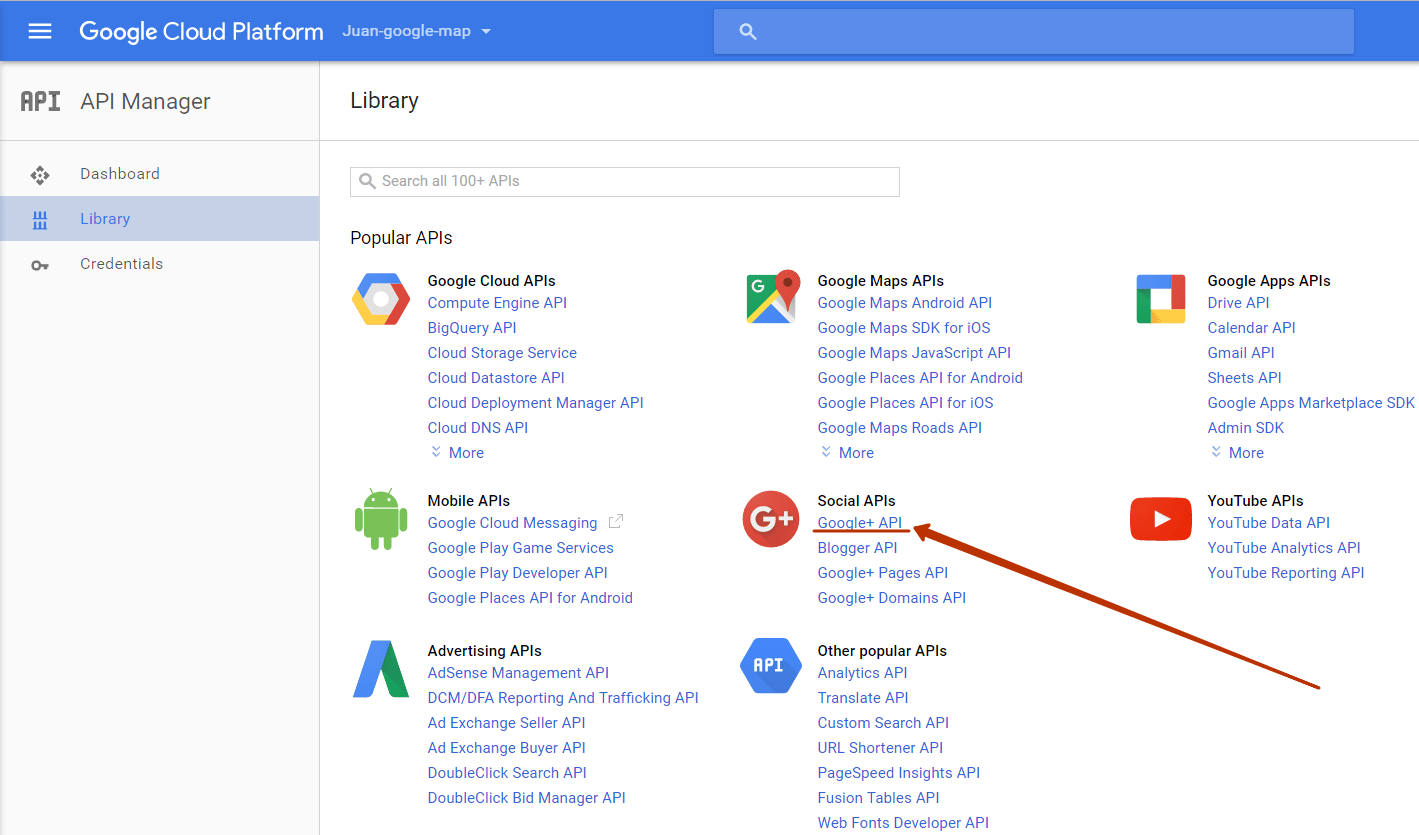 Google Cloud Platform Juan-google-map
API API Manager
Library
Dashboard
Library
Credentials
Search all 100+ APIs
Popular APIs
Google Cloud APIs
Compute Engine API
BigQuery API
Cloud Storage Service
Cloud Datastore API
Cloud Deployment Manager API
Cloud DNS API
More
G
Google Maps APIs
Google Maps Android API
Google Maps SDK for iOS
Google Maps JavaScript API
Google Places API for Android
Google Places API for iOS
Google Maps Roads API
More
Google Apps APIs
Drive API
Calendar API
Gmail API
Sheets API
Google Apps Marketplace SDK
Admin SDK
More
Mobile APIs
Google Cloud Messaging
Google Play Game Services
Google Play Developer API
Google Places API for Android
G+
Social APIs
Google+ API
Blogger API
Google+ Pages API
Google+ Domains API
YouTube APIs
YouTube Data API
YouTube Analytics API
YouTube Reporting API
Advertising APIs
AdSense Management API
DCM/DFA Reporting And Trafficking API
Ad Exchange Seller API
Ad Exchange Buyer API
DoubleClick Search API
DoubleClick Bid Manager API
API
Other popular APIs
Analytics API
Translate API
Custom Search API
URL Shortener API
PageSpeed Insights API
Fusion Tables API
Web Fonts Developer API